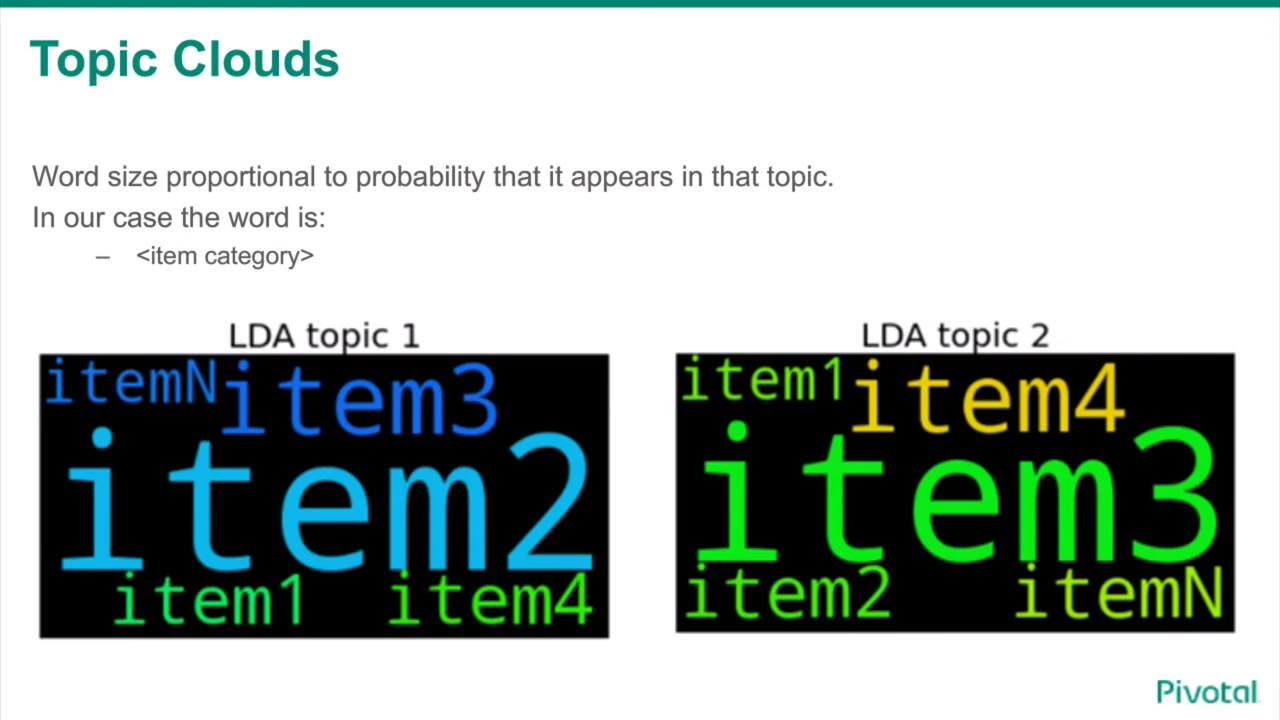 Topic Clouds
Word size proportional to probability that it appears in that topic.
In our case the word is:
– <item category>
LDA topic 1
itemN item3
item2
item1 item4
LDA topic 2
item1 item4
item3
item2 itemN
Pivotal